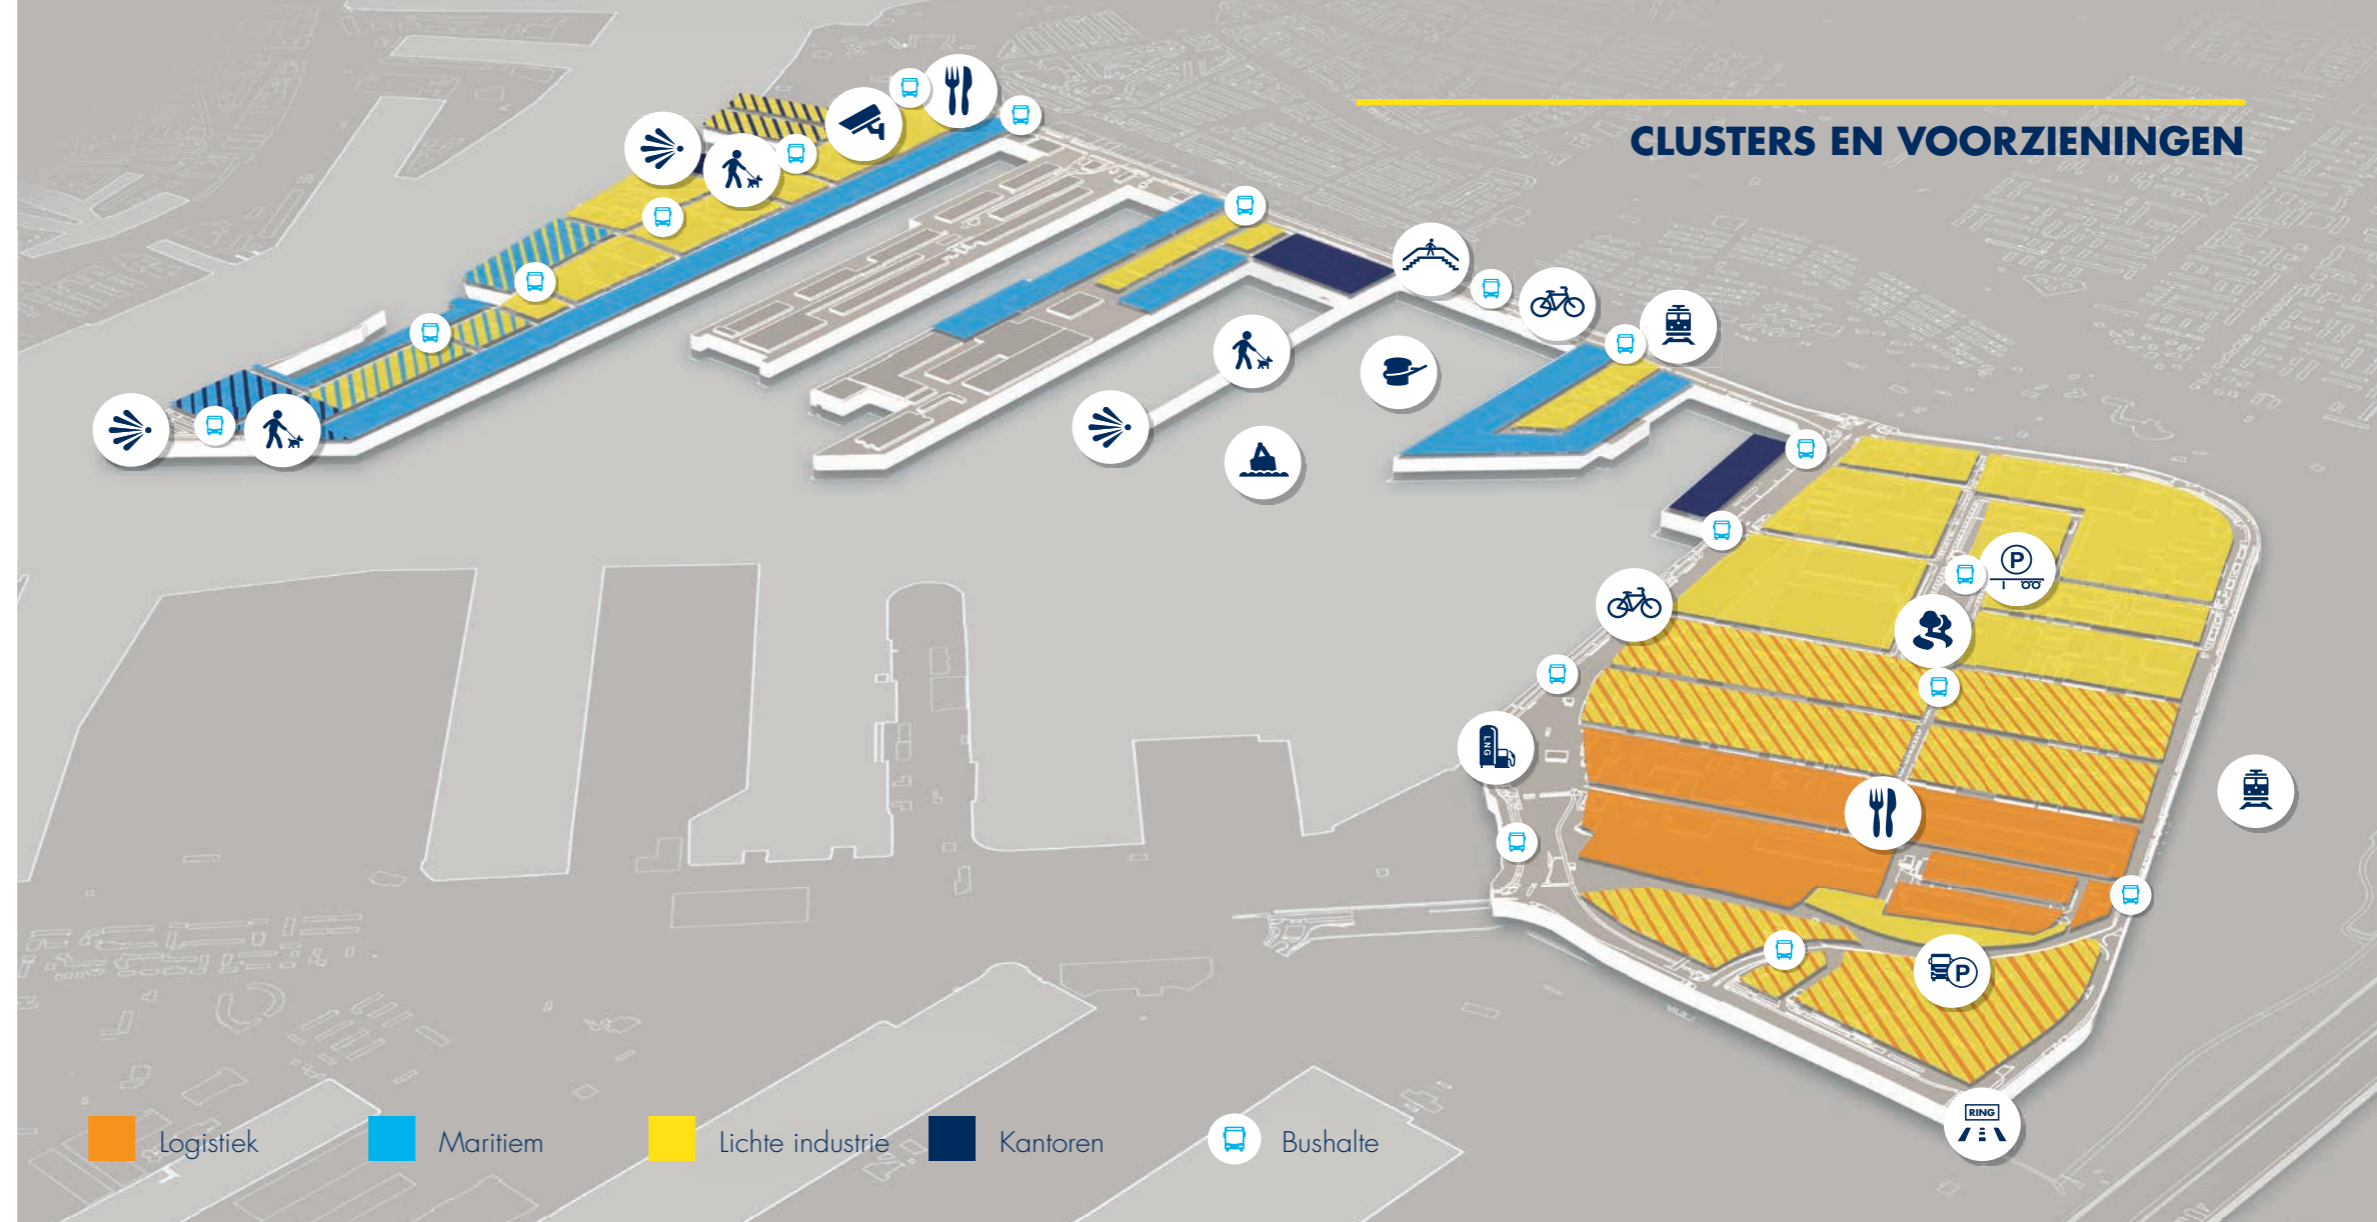 CLUSTERS EN VOORZIENINGEN
P
LNG
P
RING
Logistiek
Maritiem
Lichte industrie
Kantoren
Bushalte